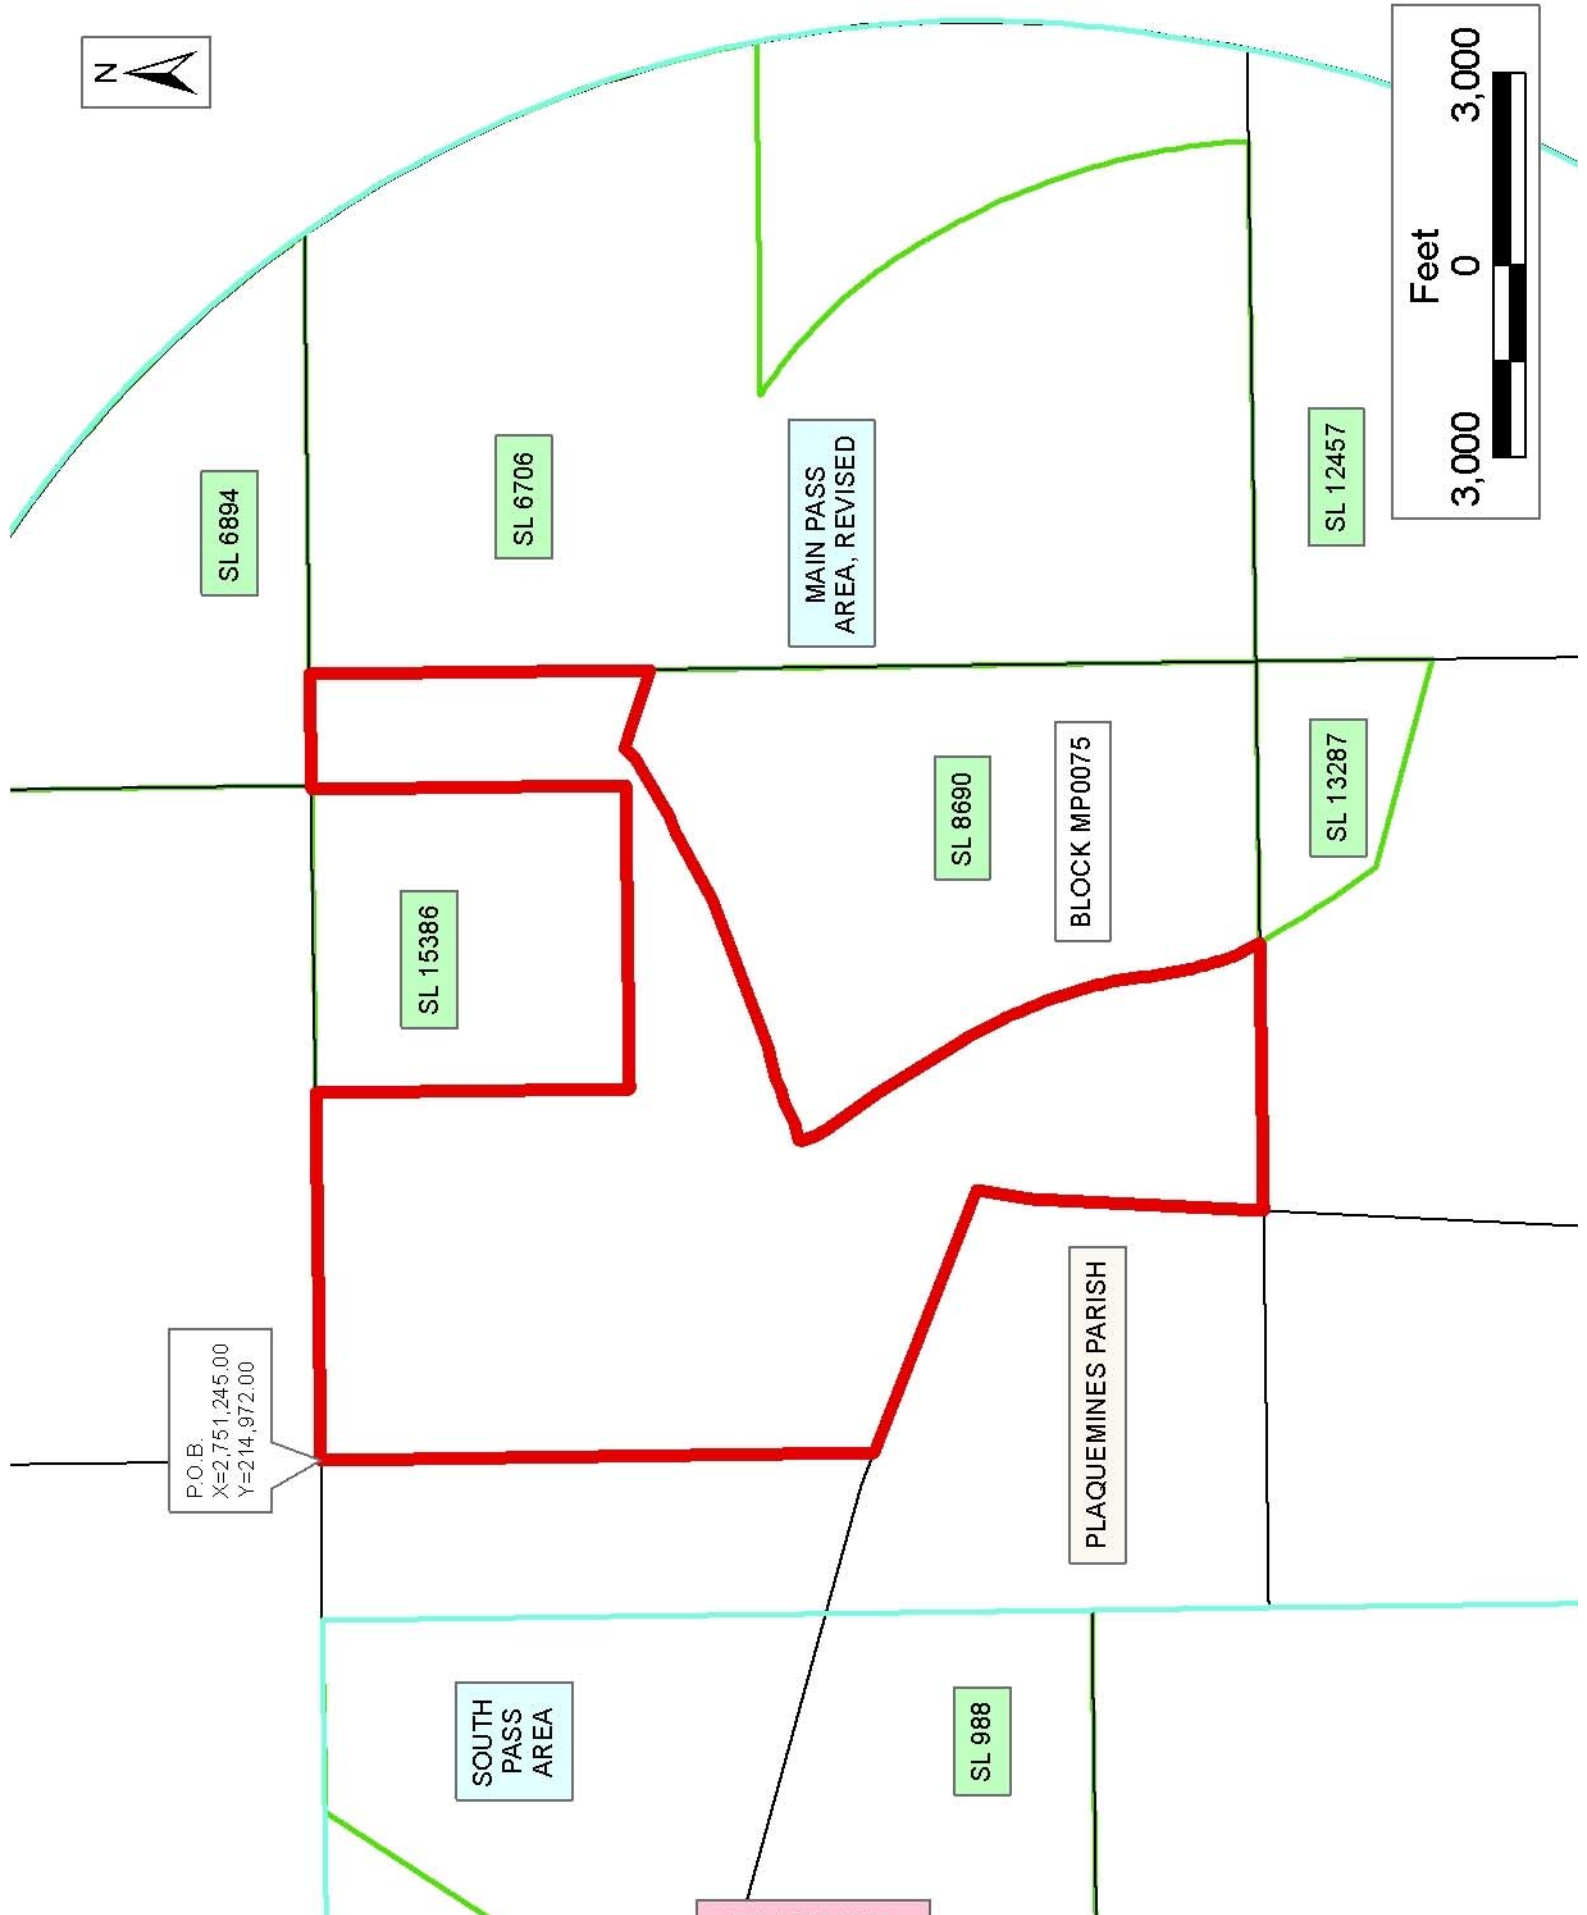 N
P.O.B.
X=2,751,245.00
Y=214,972.00
SL 6894
SL 15386
SL 6706
SOUTH
PASS
AREA
MAIN PASS
AREA, REVISED
SL 988
SL 8690
BLOCK MP0075
PLAQUEMINES PARISH
SL 13287
SL 12457
Feet
3,000 0 3,000